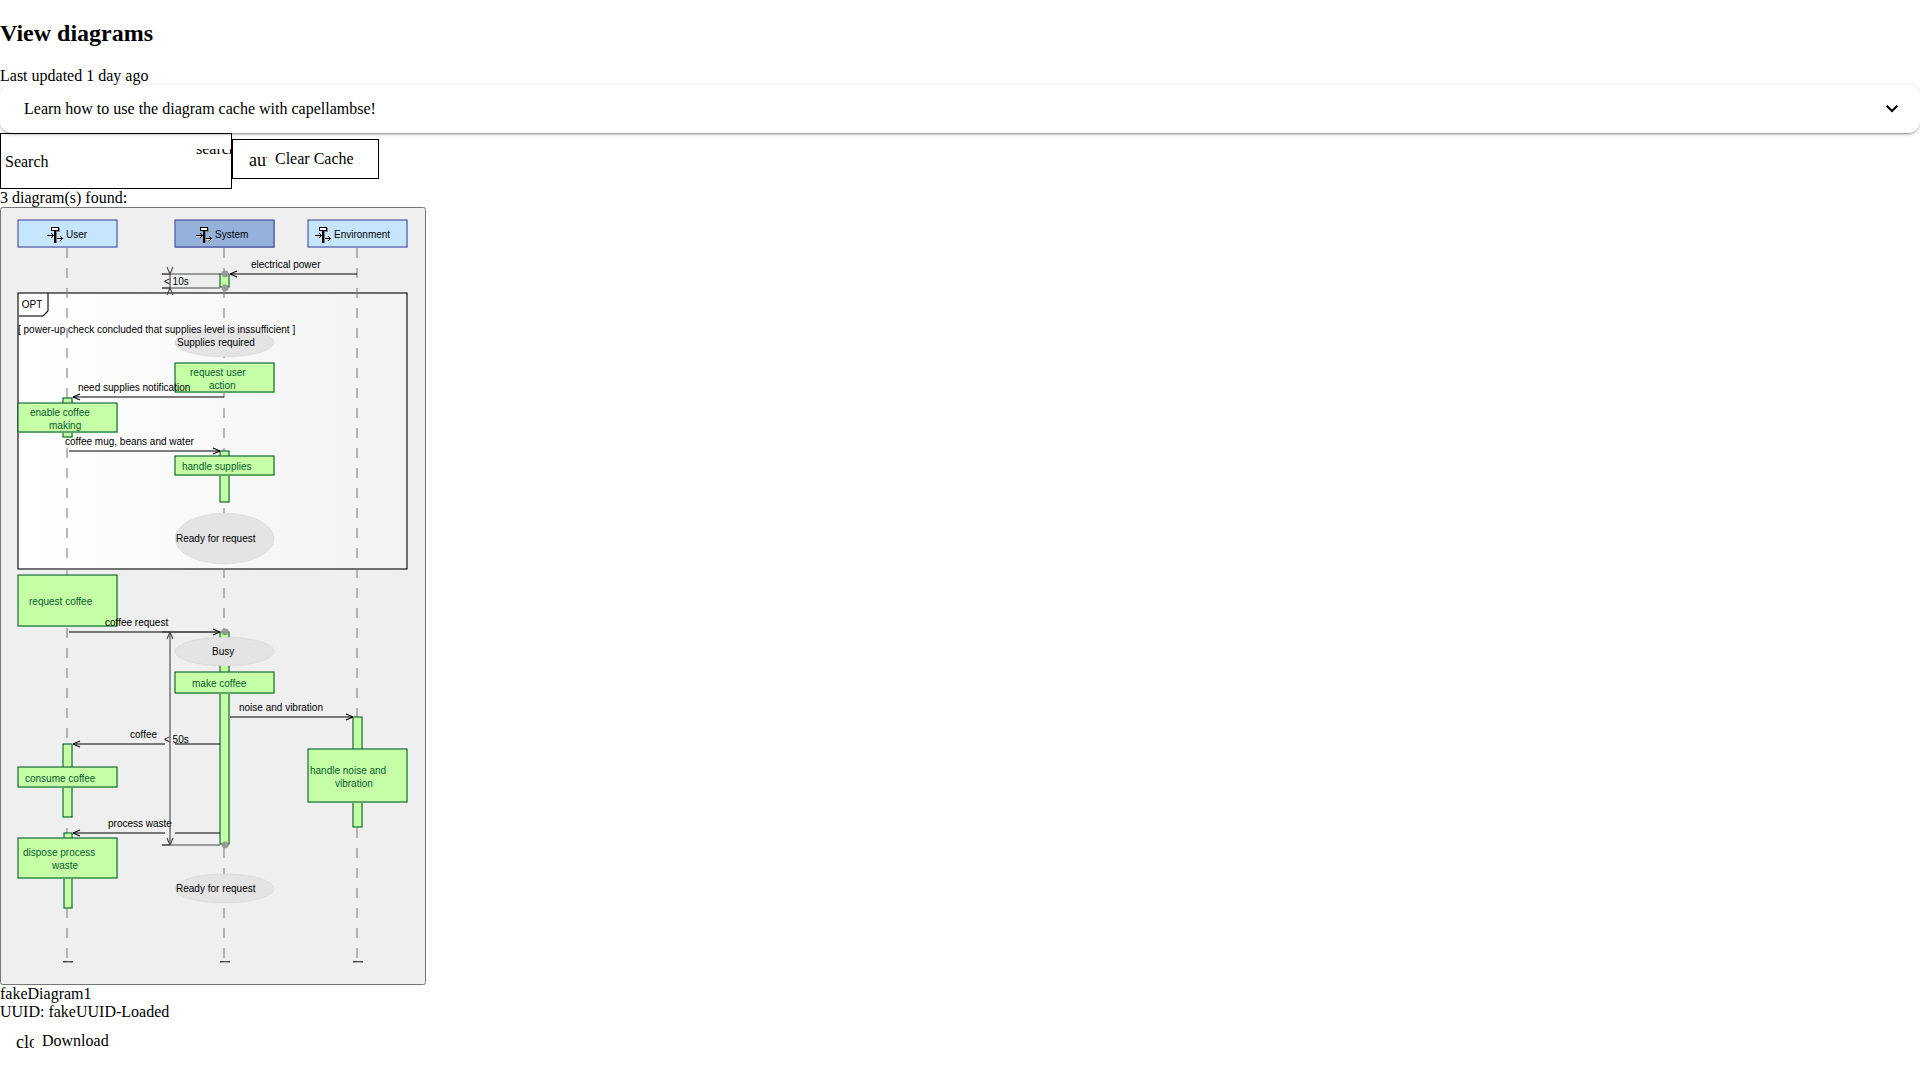 View diagrams
Last updated 1 day ago
Learn how to use the diagram cache with capellambse!
Search
search
au
Clear Cache
3 diagram(s) found:
User
System
Environment
electrical power
< 10s
OPT
[ power-up check concluded that supplies level is inssufficient ]
Supplies required
request user
action
need supplies notification
enable coffee
making
coffee mug, beans and water
handle supplies
Ready for request
request coffee
coffee request
Busy
make coffee
noise and vibration
coffee
< 50s
handle noise and
vibration
consume coffee
process waste
dispose process
waste
Ready for request
fakeDiagram1
UUID: fakeUUID-Loaded
clo
Download